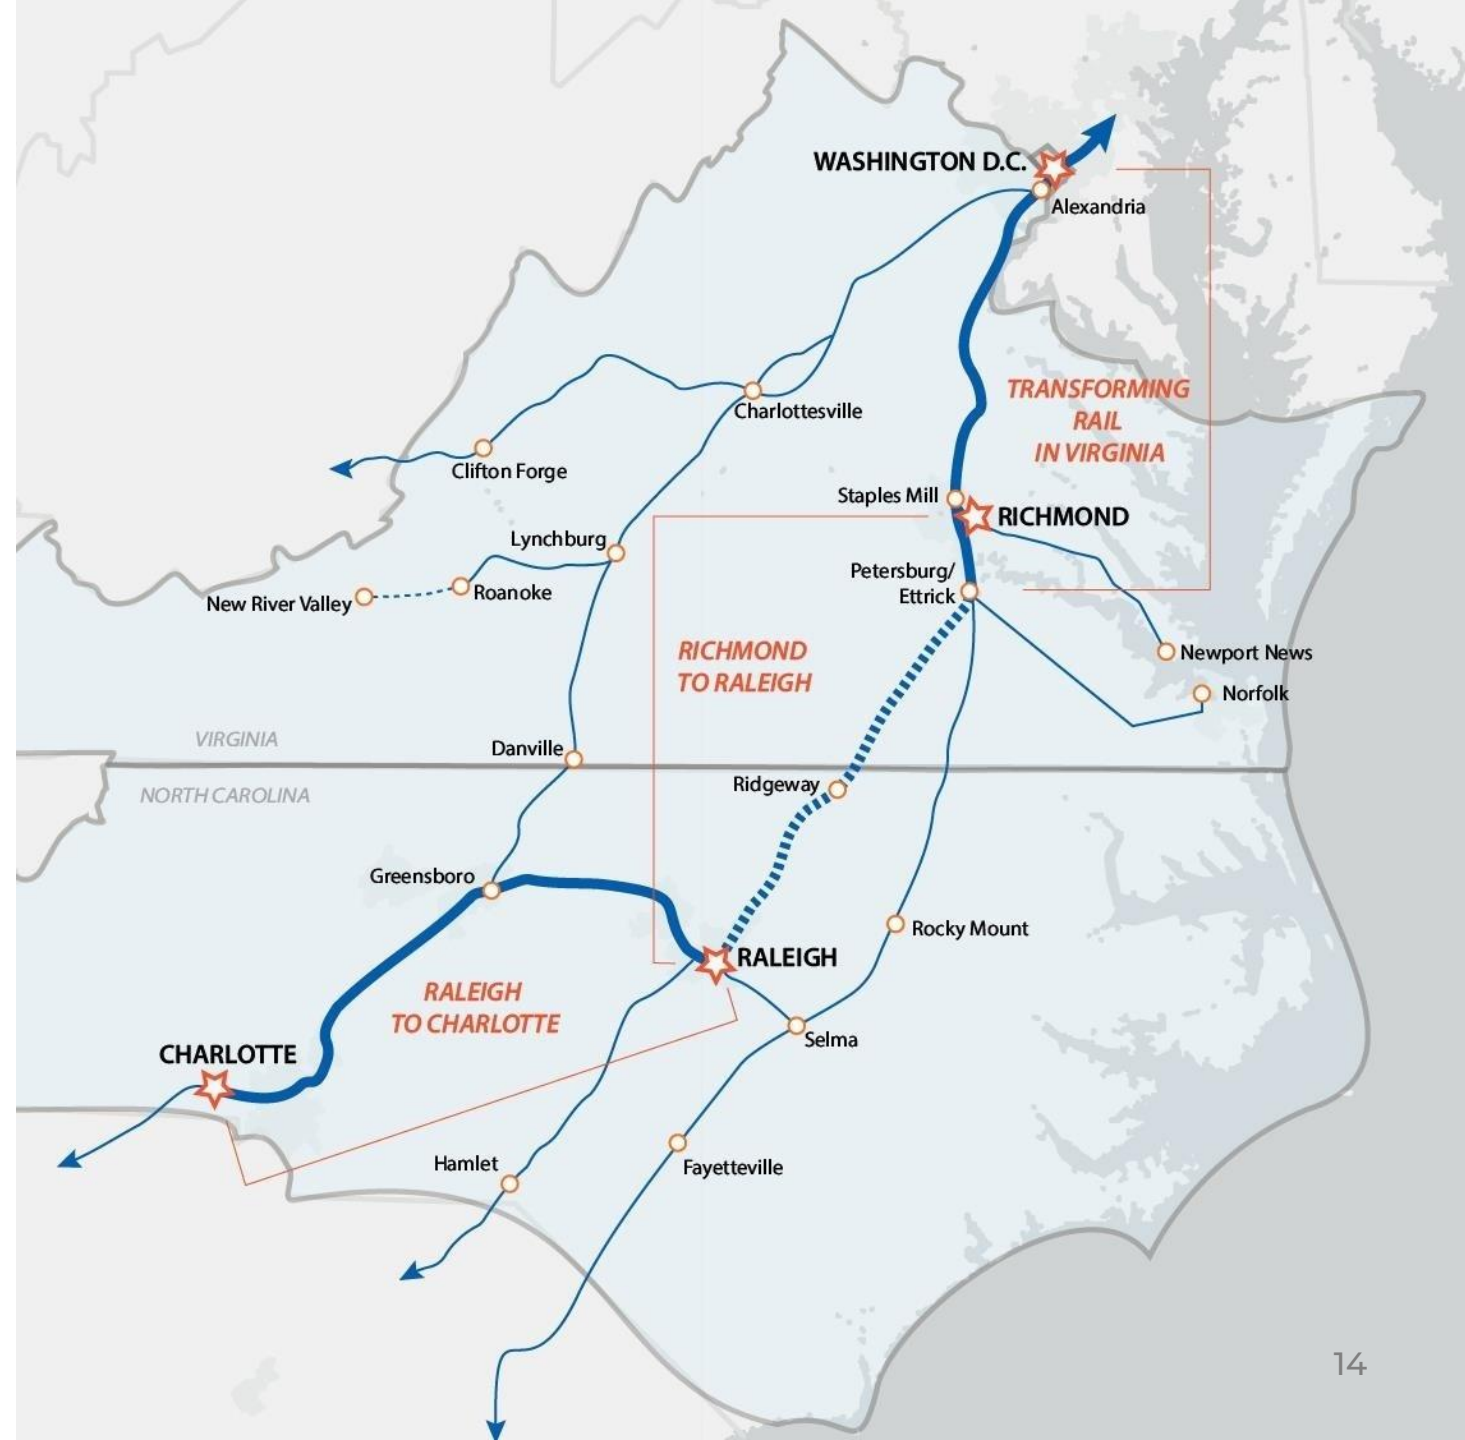 WASHINGTON D.C.
Alexandria
TRANSFORMING
RAIL
IN VIRGINIA
Charlottesville
Clifton Forge
Staples Mill
RICHMOND
Lynchburg
Petersburg/
Ettrick
Roanoke
New River Valley
RICHMOND
TO RALEIGH
Newport News
Norfolk
VIRGINIA
Danville
NORTH CAROLINA
Ridgeway
Greensboro
Rocky Mount
RALEIGH
RALEIGH
TO CHARLOTTE
Selma
CHARLOTTE
Hamlet
Fayetteville
14